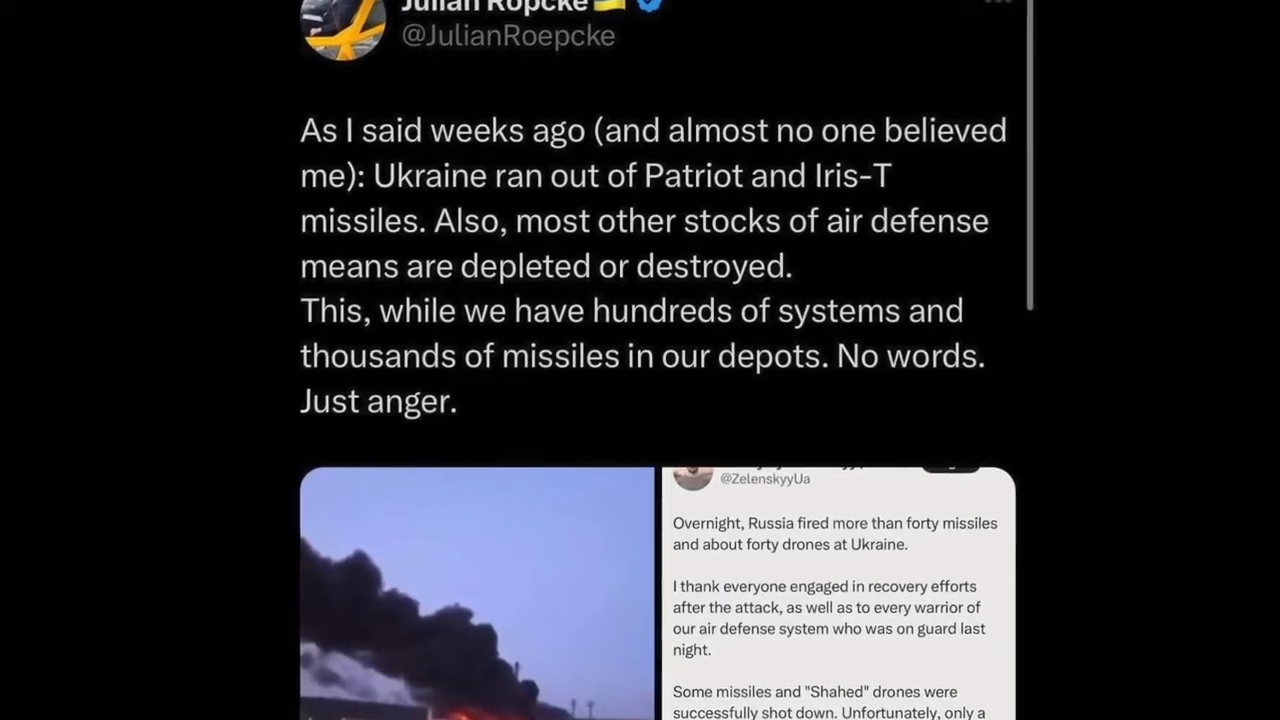 Julian Röpcke
@JulianRoepcke
As I said weeks ago (and almost no one believed
me): Ukraine ran out of Patriot and Iris-T
missiles. Also, most other stocks of air defense
means are depleted or destroyed.
This, while we have hundreds of systems and
thousands of missiles in our depots. No words.
Just anger.
@ZelenskyyUa
Overnight, Russia fired more than forty missiles
and about forty drones at Ukraine.
I thank everyone engaged in recovery efforts
after the attack, as well as to every warrior of
our air defense system who was on guard last
night.
Some missiles and "Shahed" drones were
successfully shot down. Unfortunately, only a